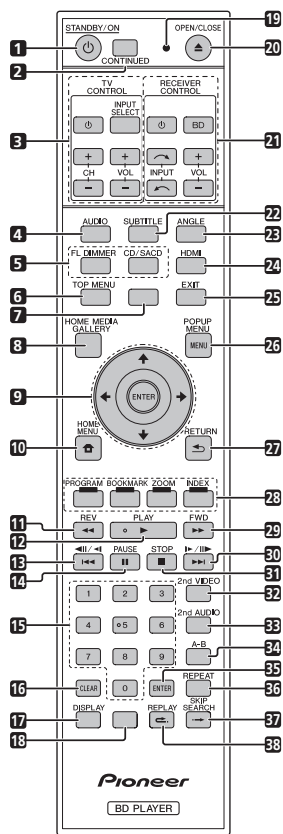 STANDBY/ON
OPEN/CLOSE
19
1
20
2
CONTINUED
TV CONTROL
RECEIVER CONTROL
INPUT SELECT
3
BD
21
+ + +
CH VOL INPUT VOL
− − −
22
4
AUDIO SUBTITLE ANGLE
23
5
FL DIMMER CD/SACD HDMI
24
6
TOP MENU EXIT
25
7
HOME MEDIA GALLERY
POPUP MENU
8
MENU
26
9
ENTER
HOME MENU
RETURN
10
27
PROGRAM BOOKMARK ZOOM INDEX
28
11
REV PLAY FWD
29
12
13
PAUSE STOP
30
14
31
1 2 3
2nd VIDEO
32
15
4 5 6
2nd AUDIO
33
7 8 9
A-B
34
35
16
CLEAR 0 ENTER
REPEAT
36
17
DISPLAY REPLAY SKIP SEARCH
37
18
38
Pioneer
BD PLAYER